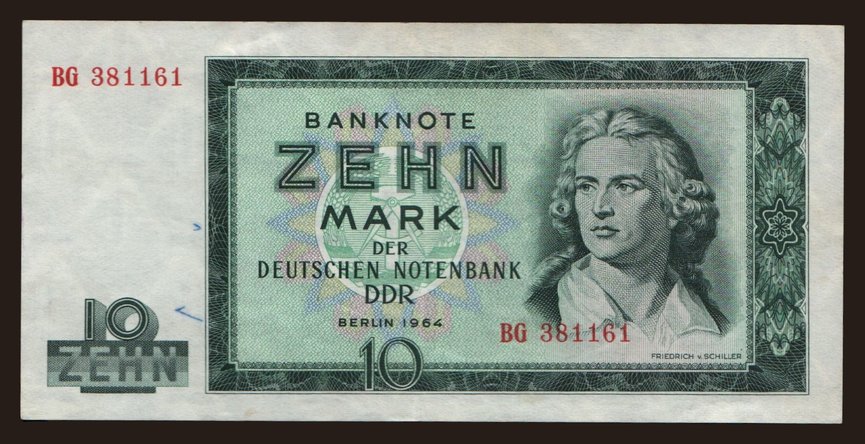 BG 381161
BANKNOTE
ZEHN
MARK
DER
DEUTSCHEN NOTENBANK
DDR
BERLIN 1964
BG 381161
FRIEDRICH v. SCHILLER
10
ZEHN
10